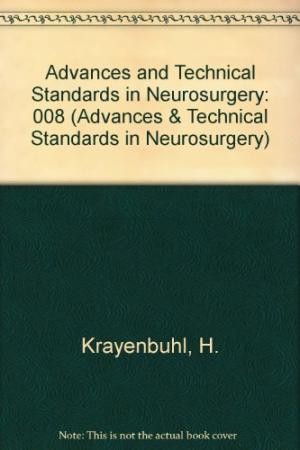 Advances and Technical
Standards in Neurosurgery:
008 (Advances & Technical
Standards in Neurosurgery)
Krayenbuhl, H.
Note: This is not the actual book cover